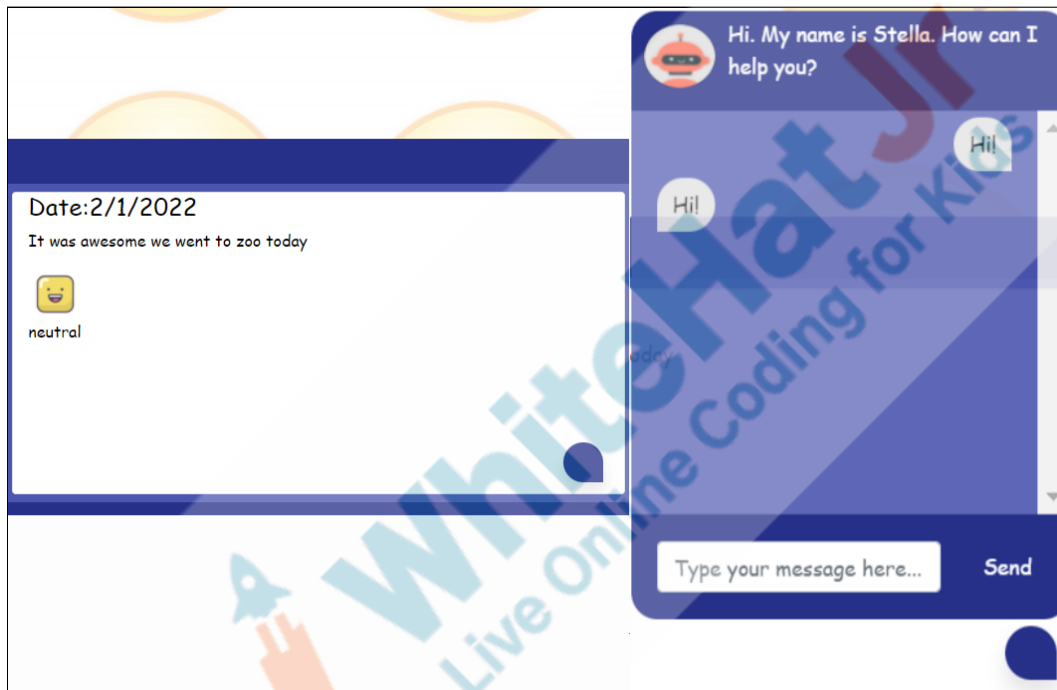 Date:2/1/2022
It was awesome we went to zoo today
neutral
Hi. My name is Stella. How can I
help you?
Hi!
Hi!
oday
Type your message here...
Send
WhiteHat Jr
Live Online Coding for Kids